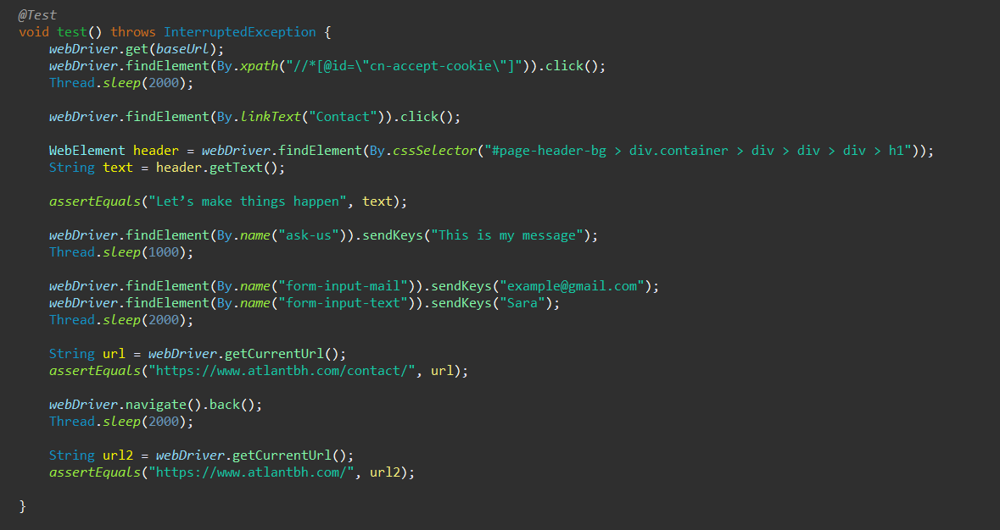 @Test
void test() throws InterruptedException {
webDriver.get(baseUrl);
webDriver.findElement(By.xpath("//*[@id=\"cn-accept-cookie\"]")).click();
Thread.sleep(2000);
webDriver.findElement(By.linkText("Contact")).click();
WebElement header = webDriver.findElement(By.cssSelector("#page-header-bg > div.container > div > div > div > h1"));
String text = header.getText();
assertEquals("Let’s make things happen", text);
webDriver.findElement(By.name("ask-us")).sendKeys("This is my message");
Thread.sleep(1000);
webDriver.findElement(By.name("form-input-mail")).sendKeys("example@gmail.com");
webDriver.findElement(By.name("form-input-text")).sendKeys("Sara");
Thread.sleep(2000);
String url = webDriver.getCurrentUrl();
assertEquals("https://www.atlantbh.com/contact/", url);
webDriver.navigate().back();
Thread.sleep(2000);
String url2 = webDriver.getCurrentUrl();
assertEquals("https://www.atlantbh.com/", url2);
}